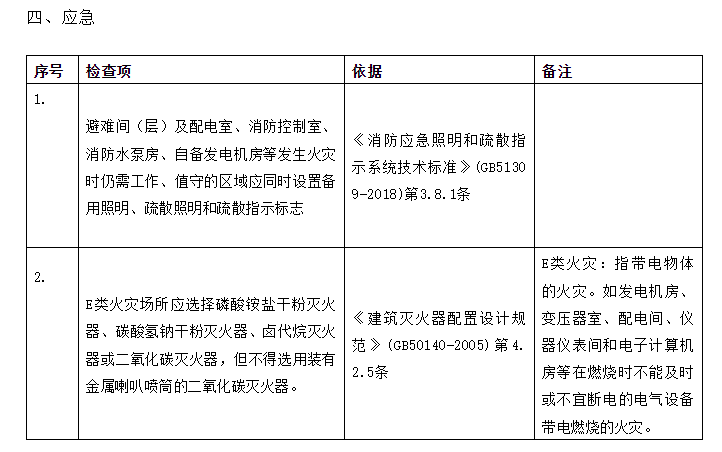 四、应急
序号 检查项 依据 备注
1.
避难间（层）及配电室、消防控制室、
消防水泵房、自备发电机房等发生火灾
时仍需工作、值守的区域应同时设置备
用照明、疏散照明和疏散指示标志
《消防应急照明和疏散指
示系统技术标准》(GB5130
9-2018)第3.8.1条
2.
E类火灾场所应选择磷酸铵盐干粉灭火
器、碳酸氢钠干粉灭火器、卤代烷灭火
器或二氧化碳灭火器，但不得选用装有
金属喇叭喷筒的二氧化碳灭火器。
《建筑灭火器配置设计规
范》(GB50140-2005) 第 4.
2.5条
E类火灾：指带电物体
的火灾。如发电机房、
变压器室、配电间、仪
器仪表间和电子计算机
房等在燃烧时不能及时
或不宜断电的电气设备
带电燃烧的火灾。